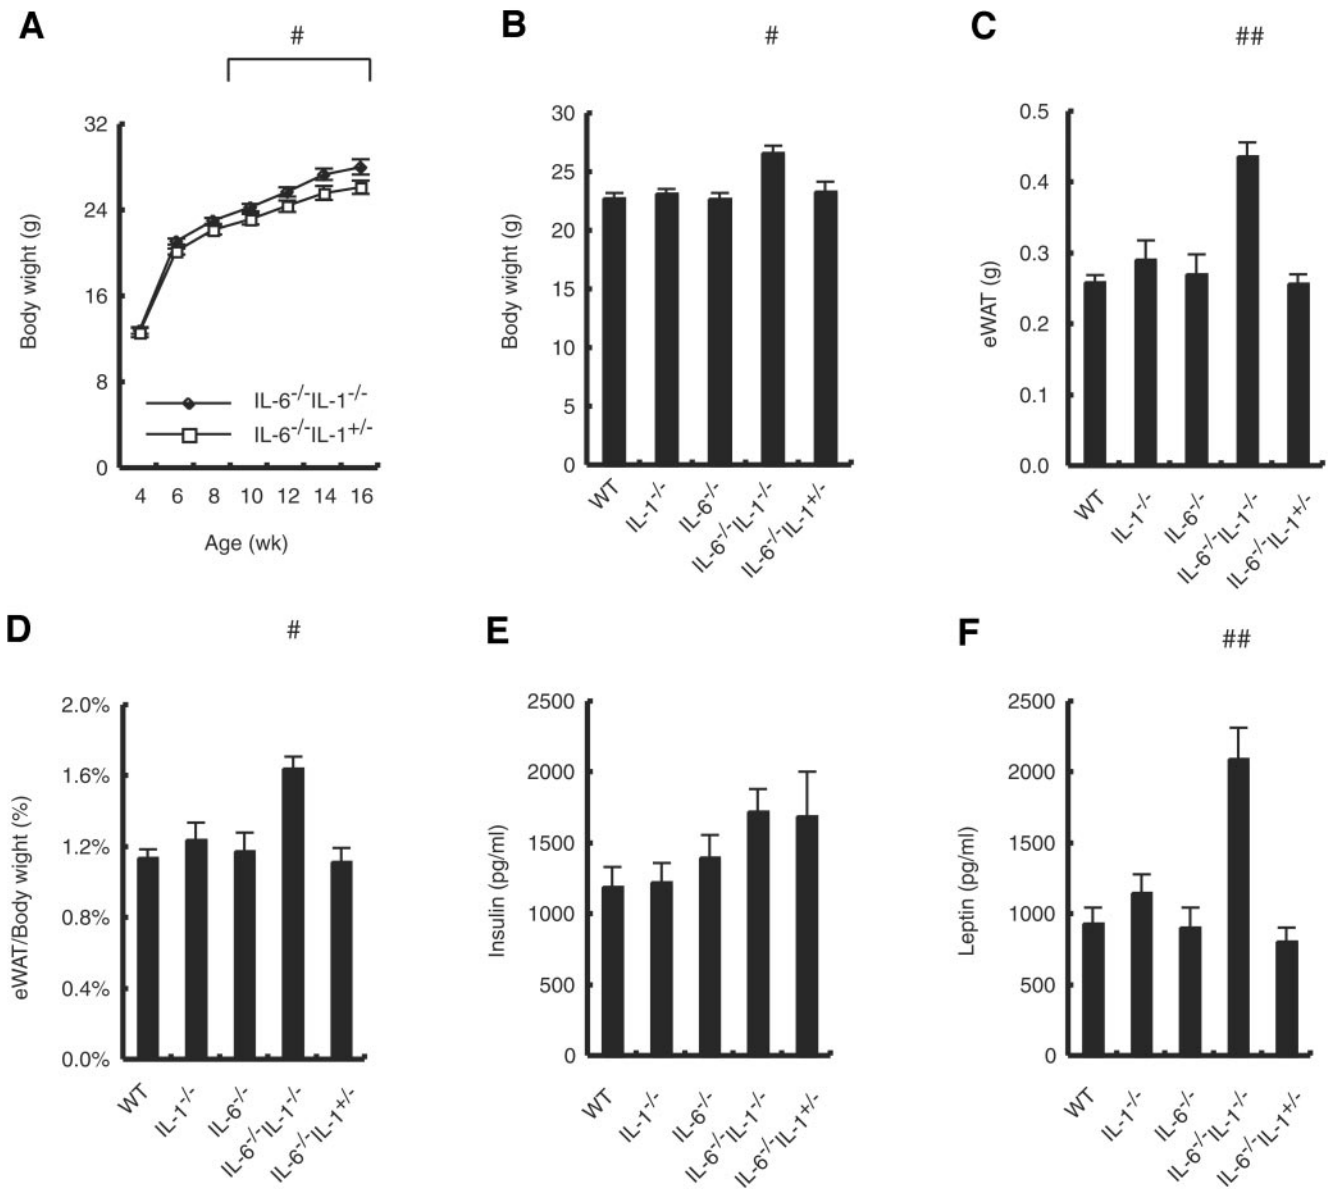 A
#
Body wight (g)
32
24
16
8
0
IL-6-/-IL-1-/-
IL-6-/-IL-1+/-
4 6 8 10 12 14 16
Age (wk)
B
#
Body wight (g)
30
25
20
15
10
5
0
WT
IL-1-/-
IL-6-/-
IL-6-/-IL-1-/-
IL-6-/-IL-1+/-
C
##
eWAT (g)
0.5
0.4
0.3
0.2
0.1
0.0
WT
IL-1-/-
IL-6-/-
IL-6-/-IL-1-/-
IL-6-/-IL-1+/-
D
#
eWAT/Body wight (%)
2.0%
1.6%
1.2%
0.8%
0.4%
0.0%
WT
IL-1-/-
IL-6-/-
IL-6-/-IL-1-/-
IL-6-/-IL-1+/-
E
Insulin (pg/ml)
2500
2000
1500
1000
500
0
WT
IL-1-/-
IL-6-/-
IL-6-/-IL-1-/-
IL-6-/-IL-1+/-
F
##
Leptin (pg/ml)
2500
2000
1500
1000
500
0
WT
IL-1-/-
IL-6-/-
IL-6-/-IL-1-/-
IL-6-/-IL-1+/-